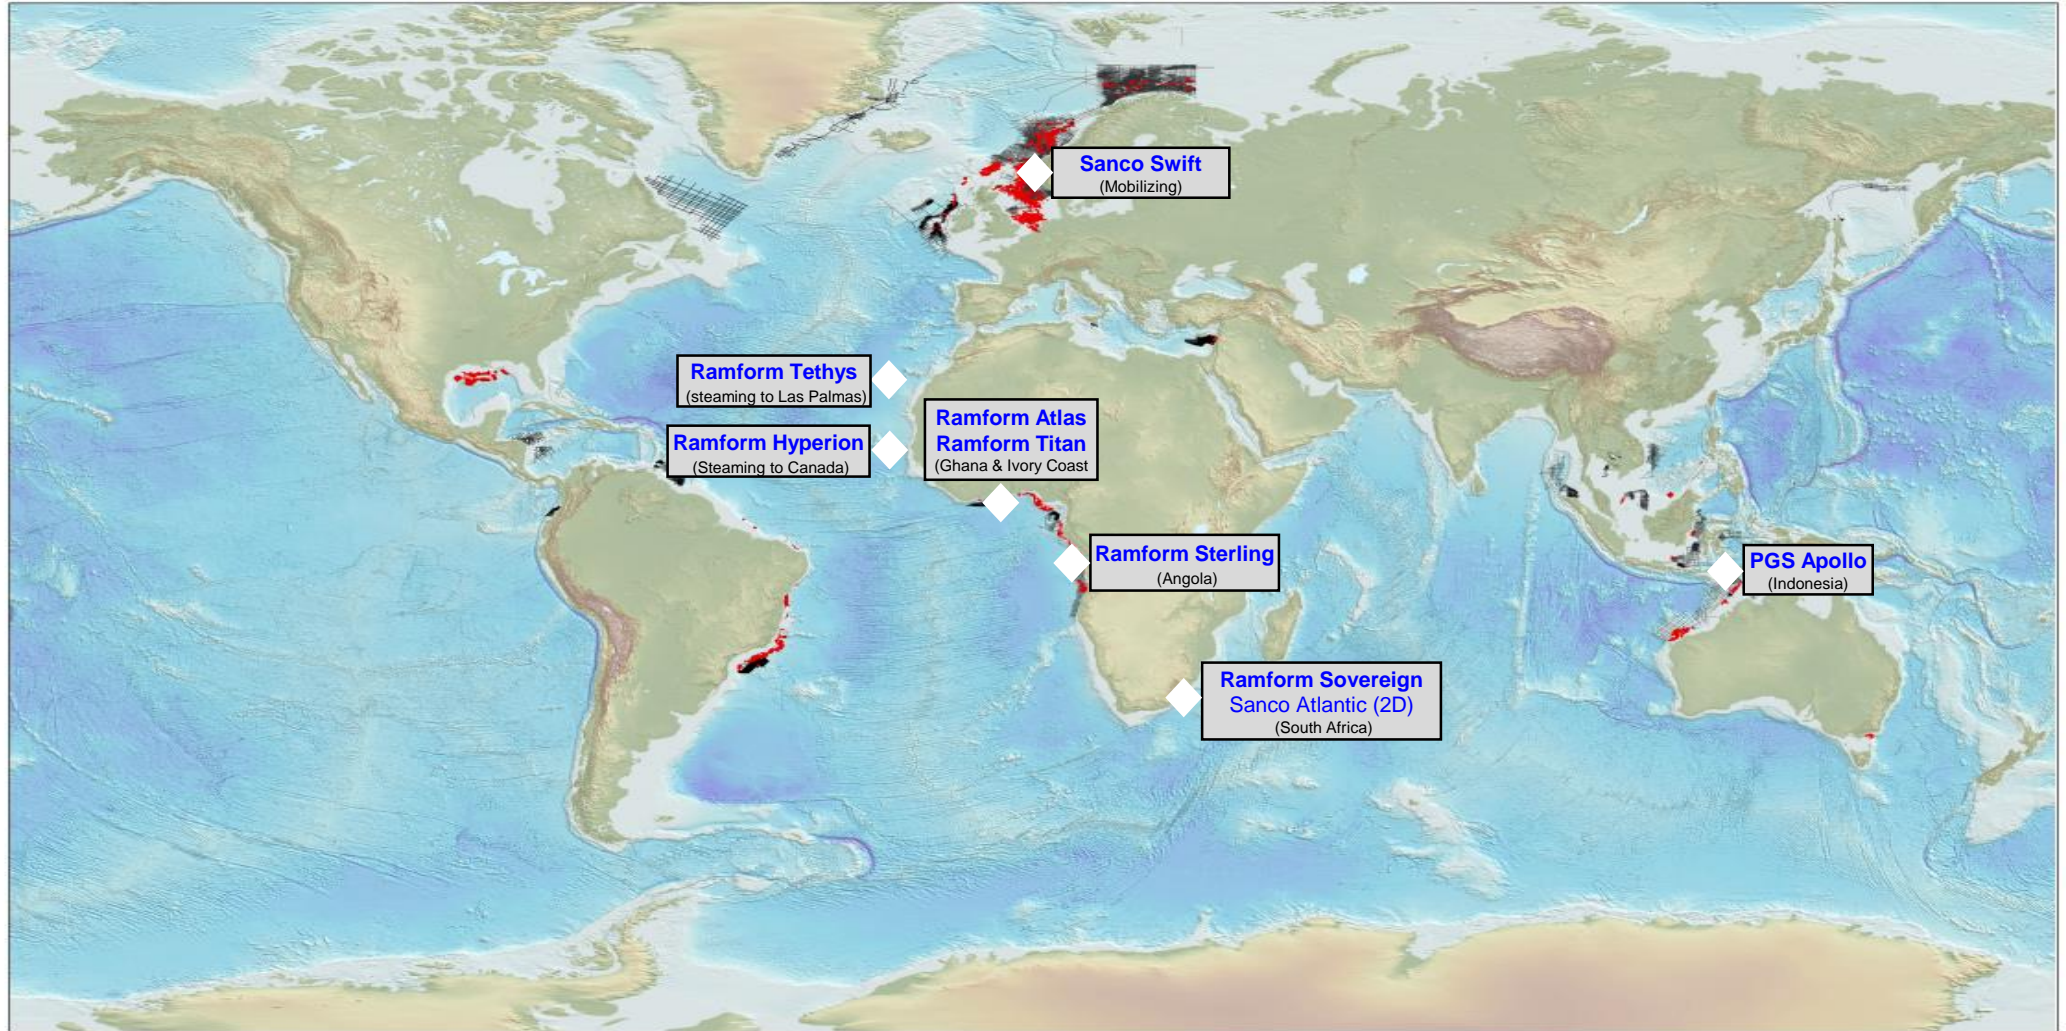 Sanco Swift
(Mobilizing)
Ramform Tethys
(steaming to Las Palmas)
Ramform Hyperion
(Steaming to Canada)
Ramform Atlas
Ramform Titan
(Ghana & Ivory Coast
Ramform Sterling
(Angola)
PGS Apollo
(Indonesia)
Ramform Sovereign
Sanco Atlantic (2D)
(South Africa)